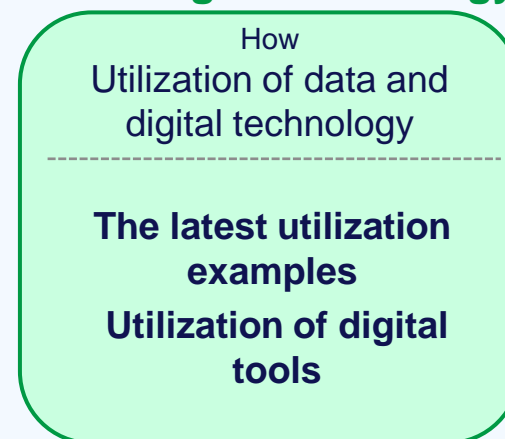 How
Utilization of data and
digital technology
The latest utilization
examples
Utilization of digital
tools